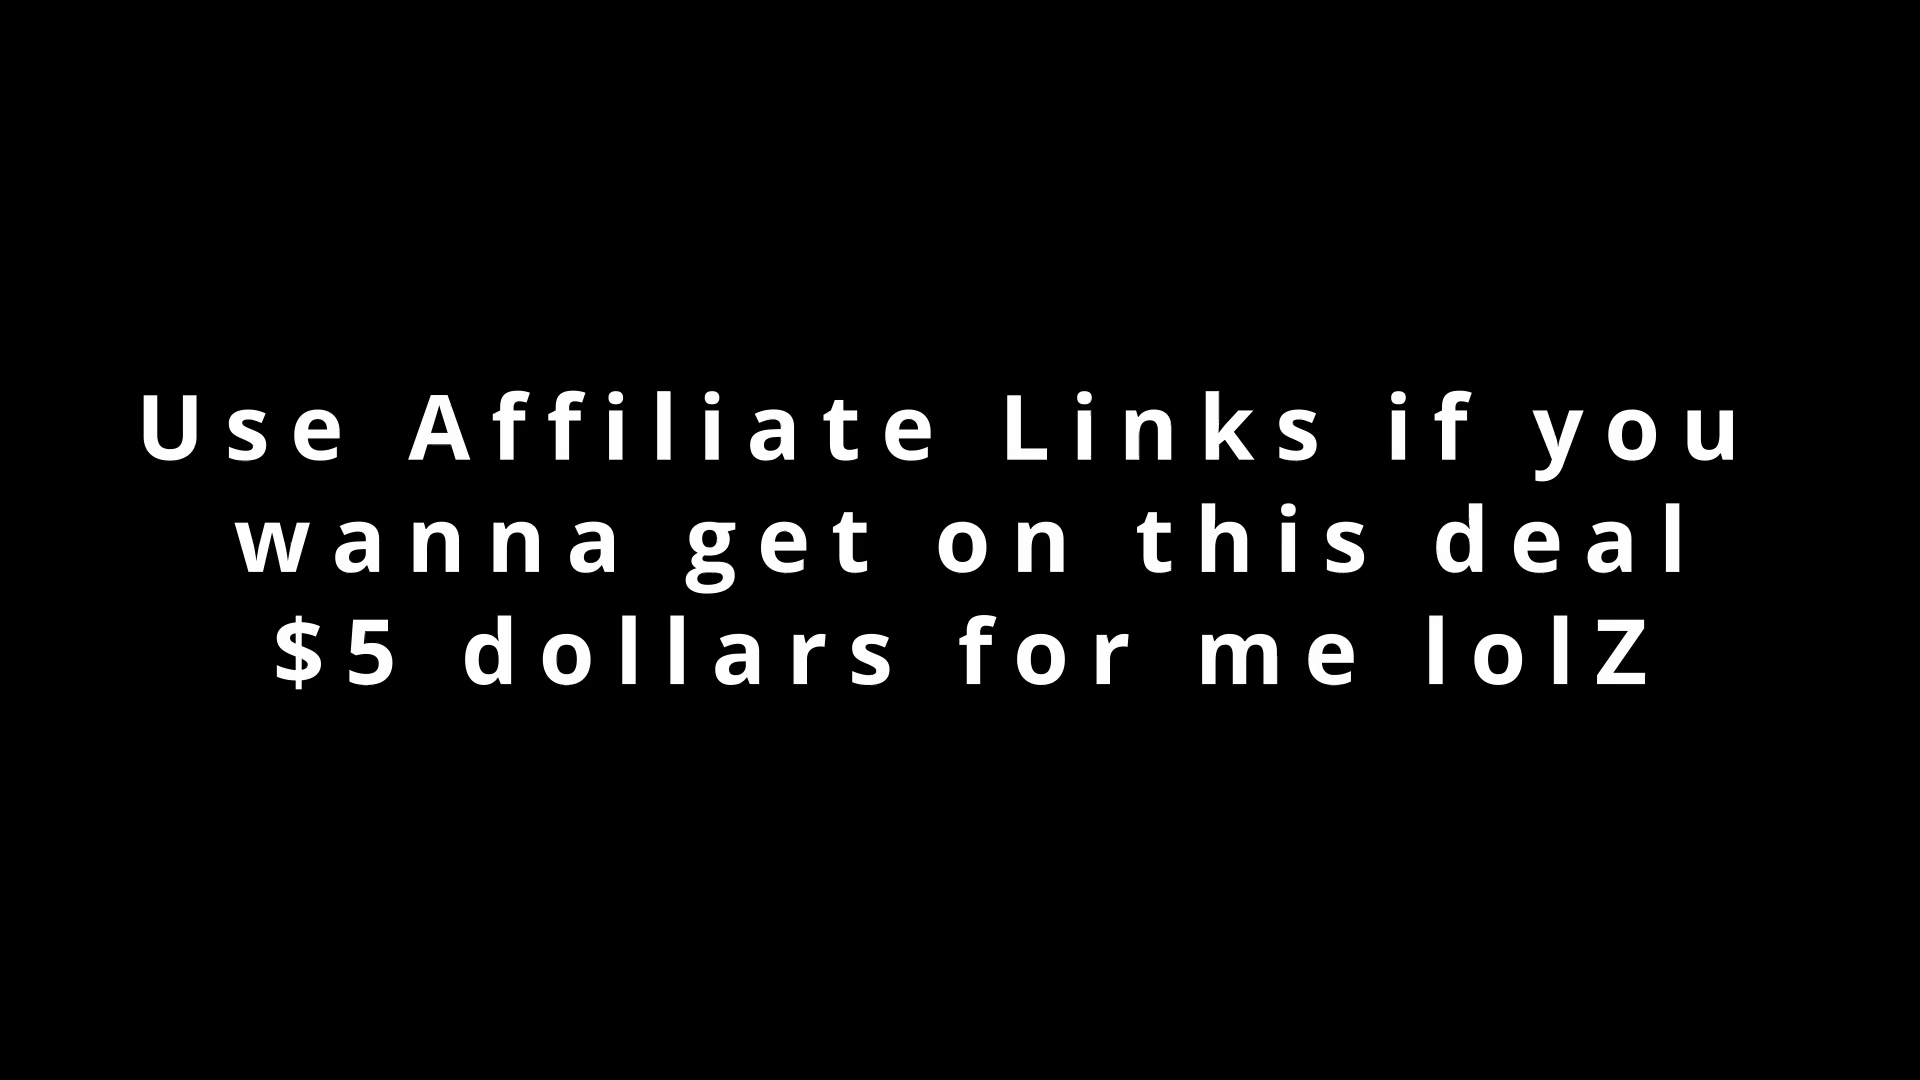 Use Affiliate Links if you
wanna get on this deal
$5 dollars for me lolZ